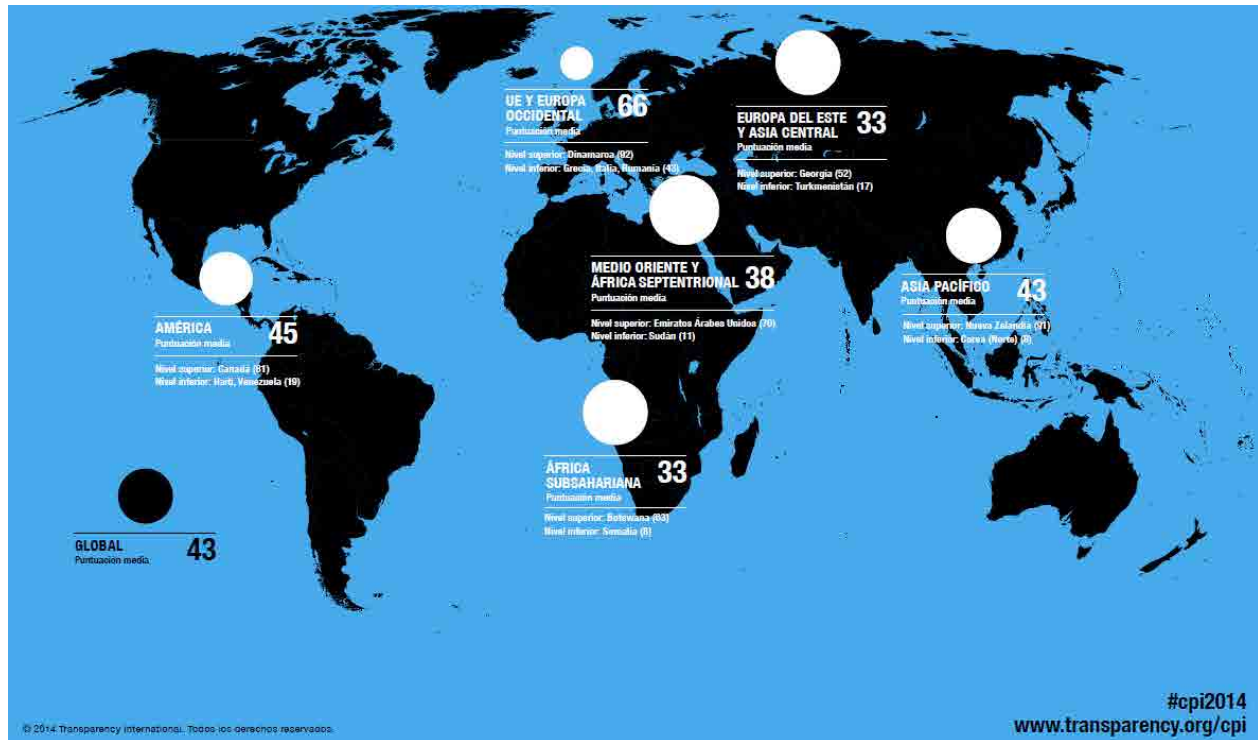 UE Y EUROPA
OCCIDENTAL 66
Puntuación media
Nivel superior: Dinamarca (92)
Nivel inferior: Grecia, Italia, Rumanía (43)
EUROPA DEL ESTE
Y ASIA CENTRAL 33
Puntuación media
Nivel superior: Georgia (52)
Nivel inferior: Turkmenistán (17)
MEDIO ORIENTE Y
ÁFRICA SEPTENTRIONAL 38
Puntuación media
Nivel superior: Emiratos Árabes Unidos (70)
Nivel inferior: Sudán (11)
ASIA PACÍFICO 43
Puntuación media
Nivel superior: Nueva Zelandia (91)
Nivel inferior: Corea (Norte) (8)
AMÉRICA 45
Puntuación media
Nivel superior: Canadá (81)
Nivel inferior: Haití, Venezuela (19)
ÁFRICA
SUBSAHARIANA 33
Puntuación media
Nivel superior: Botswana (63)
Nivel inferior: Somalia (8)
GLOBAL 43
Puntuación media
#cpi2014
www.transparency.org/cpi
© 2014 Transparency International. Todos los derechos reservados.